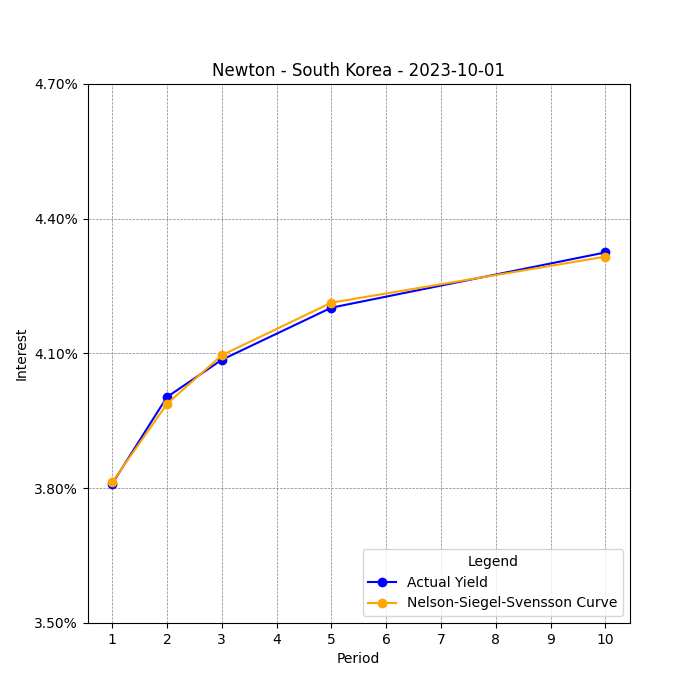 Newton - South Korea - 2023-10-01
4.70%
4.40%
4.10%
3.80%
3.50%
Interest
Legend
Actual Yield
Nelson-Siegel-Svensson Curve
1 2 3 4 5 6 7 8 9 10
Period